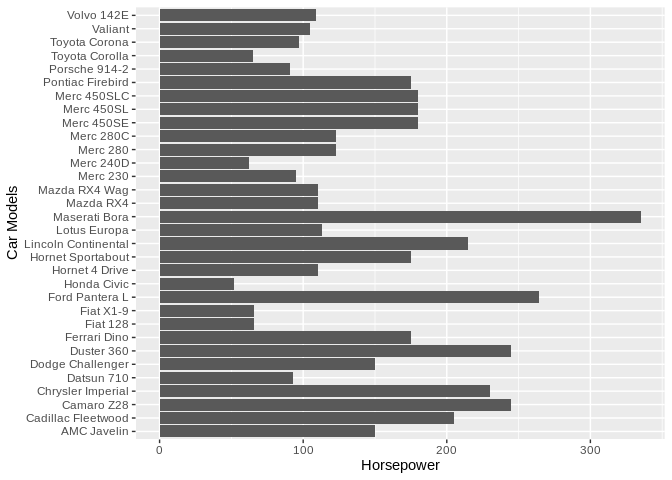 Volvo 142E
Valiant
Toyota Corona
Toyota Corolla
Porsche 914-2
Pontiac Firebird
Merc 450SLC
Merc 450SL
Merc 450SE
Merc 280C
Merc 280
Merc 240D
Merc 230
Mazda RX4 Wag
Mazda RX4
Maserati Bora
Lotus Europa
Lincoln Continental
Hornet Sportabout
Hornet 4 Drive
Honda Civic
Ford Pantera L
Fiat X1-9
Fiat 128
Ferrari Dino
Duster 360
Dodge Challenger
Datsun 710
Chrysler Imperial
Camaro Z28
Cadillac Fleetwood
AMC Javelin
Car Models
0 100 200 300
Horsepower